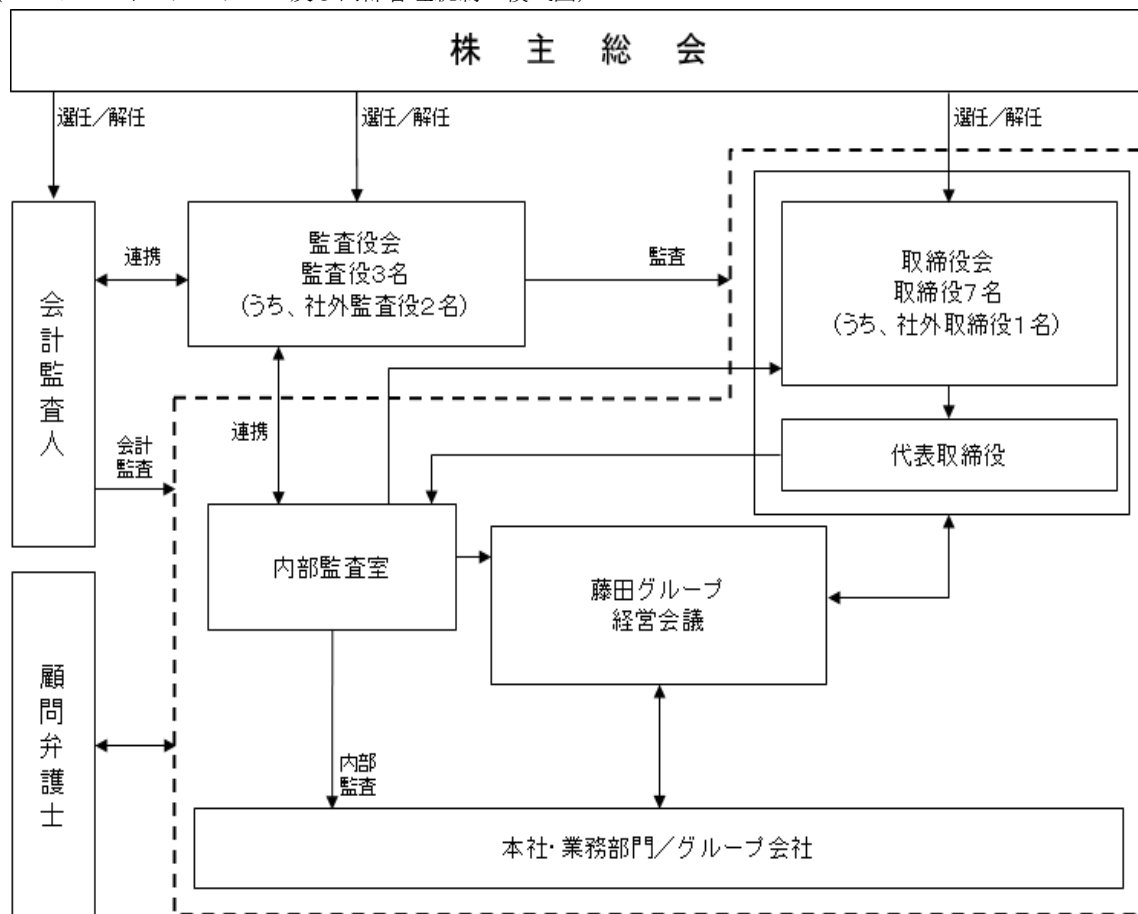 株主総会
選任／解任
選任／解任
選任／解任
会計監査人
連携
監査役会
監査役3名
(うち、社外監査役2名)
監査
取締役会
取締役7名
(うち、社外取締役1名)
代表取締役
連携
会計
監査
内部監査室
藤田グループ
経営会議
顧問弁護士
内部
監査
本社・業務部門／グループ会社